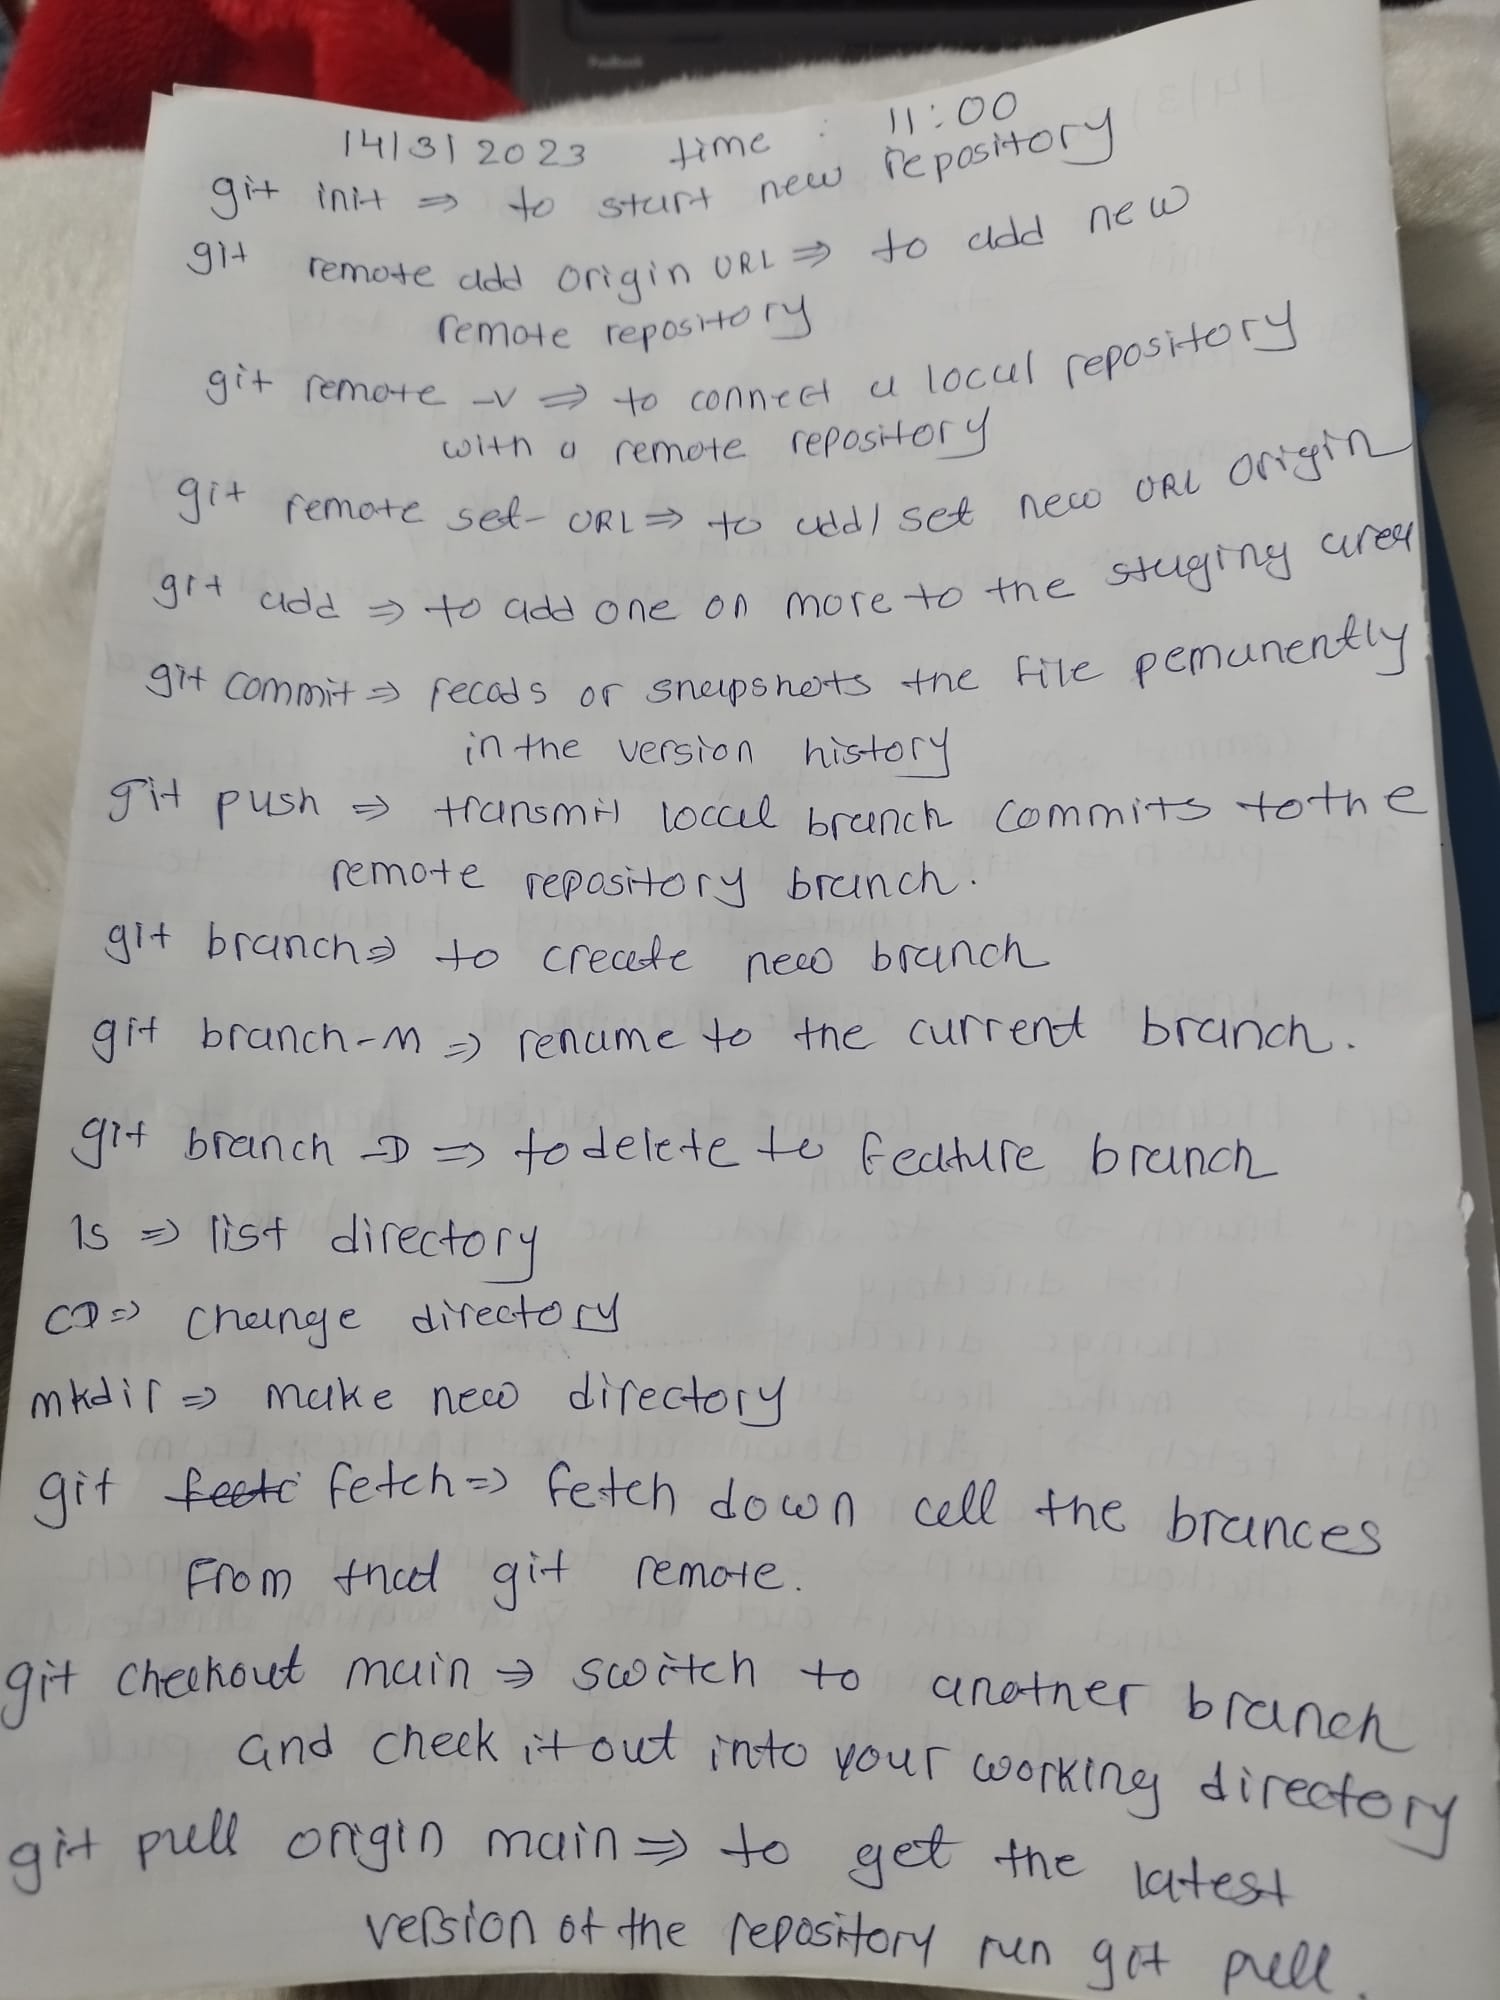 14/3/2023 time : 11:00
git init => to start new repository
git remote add origin URL => to add new
remote repository
git remote -v => to connect a local repository
with a remote repository
git remote set-URL => to add/set new URL origin
git add => to add one on more to the staging area
git commit => recods or snapshots the file pemanently
in the version history
git push => transmit local branch commits to the
remote repository branch.
git branch => to create new branch
git branch-M => rename to the current branch.
git branch -D => to delete to feature branch
ls => list directory
CD => change directory
mkdir => make new directory
git fetch => fetch down all the brances
From that git remote.
git checkout main => switch to another branch
and check it out into your working directory
git pull origin main => to get the latest
version of the repository run git pull.